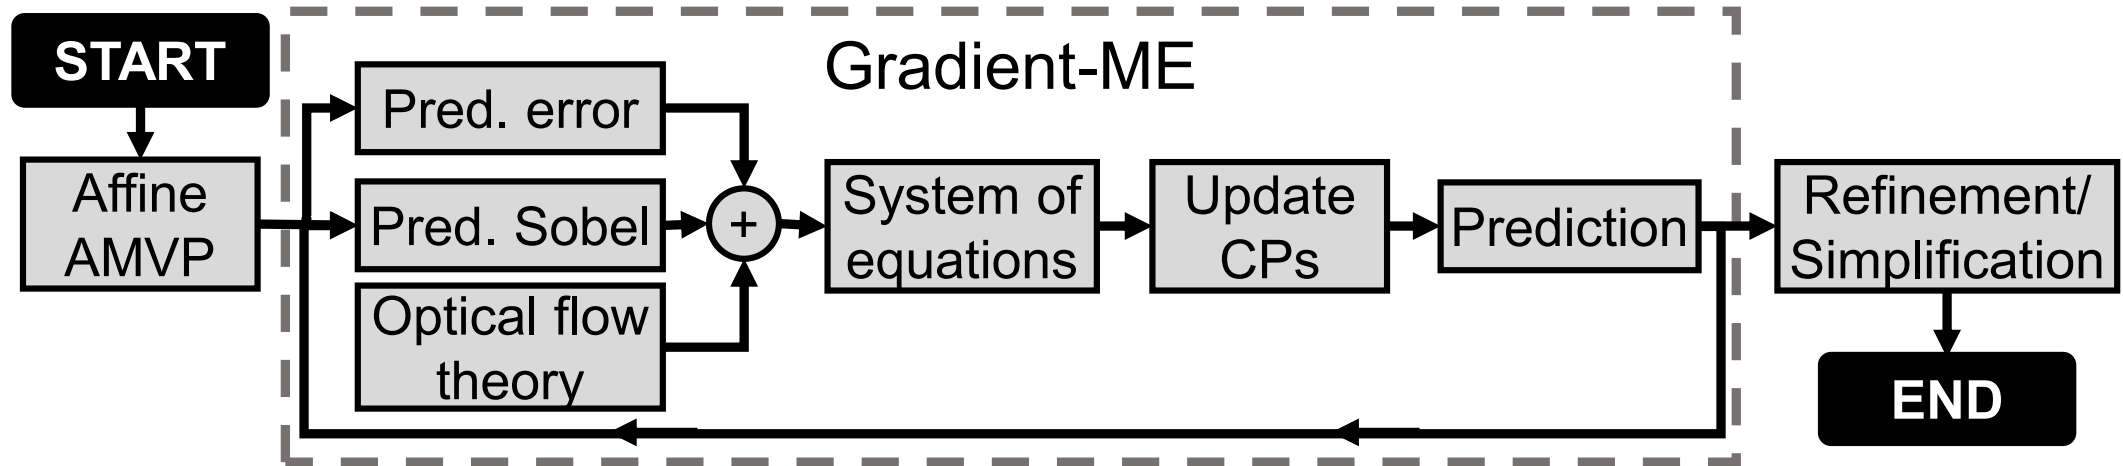 START
Affine
AMVP
Gradient-ME
Pred. error
Pred. Sobel
Optical flow
theory
+
System of
equations
Update
CPs
Prediction
Refinement/
Simplification
END